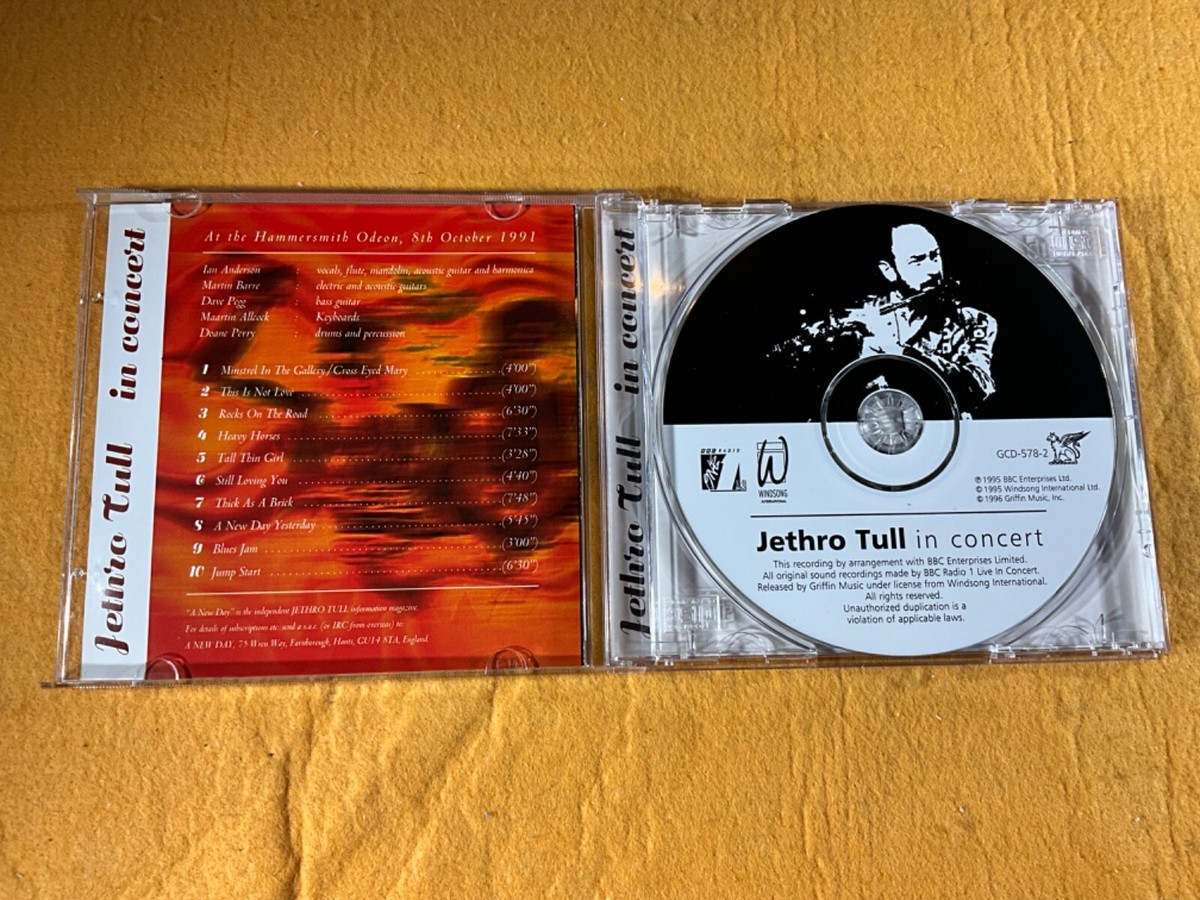 Jethro Tull in concert
At the Hammersmith Odeon, 8th October 1991
Ian Anderson : vocals, flute, mandolin, acoustic guitar and harmonica
Martin Barre : electric and acoustic guitars
Dave Pegg : bass guitar
Maartin Allcock : Keyboards
Doane Perry : drums and percussion
1 Minstrel In The Gallery/Cross Eyed Mary ..........(4'00")
2 This Is Not Love ..........(4'00")
3 Rocks On The Road ..........(6'30")
4 Heavy Horses ..........(7'33")
5 Tall Thin Girl ..........(3'28")
6 Still Loving You ..........(4'40")
7 Thick As A Brick ..........(7'48")
8 A New Day Yesterday ..........(5'45")
9 Blues Jam ..........(3'00")
10 Jump Start ..........(6'30")
"A New Day" is the independent JETHRO TULL information magazine.
For details of subscriptions etc. send a s.a.e. (or IRC from overseas) to:
A NEW DAY, 75 Wren Way, Farnborough, Hants, GU14 8TA, England.
Jethro Tull in concert
BBC RADIO
WINDSONG
INTERNATIONAL
GCD-578-2
℗ 1995 BBC Enterprises Ltd.
© 1995 Windsong International Ltd.
© 1996 Griffin Music, Inc.
Jethro Tull in concert
This recording by arrangement with BBC Enterprises Limited.
All original sound recordings made by BBC Radio 1 Live In Concert.
Released by Griffin Music under license from Windsong International.
All rights reserved.
Unauthorized duplication is a
violation of applicable laws.